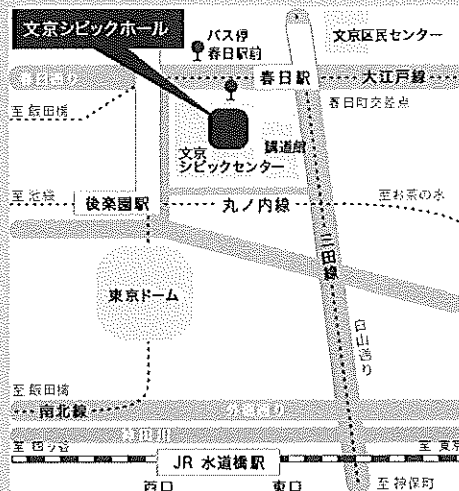 文京シビックホール
バス停
春日駅前
文京区民センター
春日通り
春日駅
大江戸線
至飯田橋
春日町交差点
講道館
文京
シビックセンター
至池袋
後楽園駅
丸ノ内線
至お茶の水
三田線
東京ドーム
白山通り
至飯田橋
南北線
外堀通り
神田川
至四ッ谷
至東京
JR 水道橋駅
西口
東口
至神保町